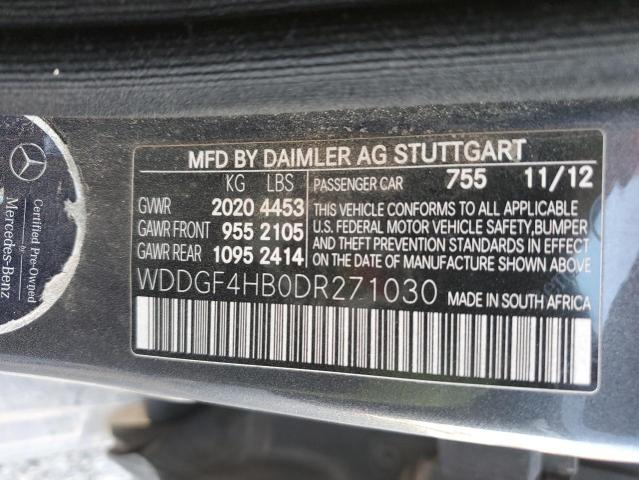 MFD BY DAIMLER AG STUTTGART
KG LBS
GVWR 2020 4453
GAWR FRONT 955 2105
GAWR REAR 1095 2414
PASSENGER CAR 755 11/12
THIS VEHICLE CONFORMS TO ALL APPLICABLE
U.S. FEDERAL MOTOR VEHICLE SAFETY, BUMPER
AND THEFT PREVENTION STANDARDS IN EFFECT
ON THE DATE OF MANUFACTURE SHOWN ABOVE.
WDDGF4HB0DR271030 MADE IN SOUTH AFRICA
Certified Pre-Owned
Mercedes-Benz